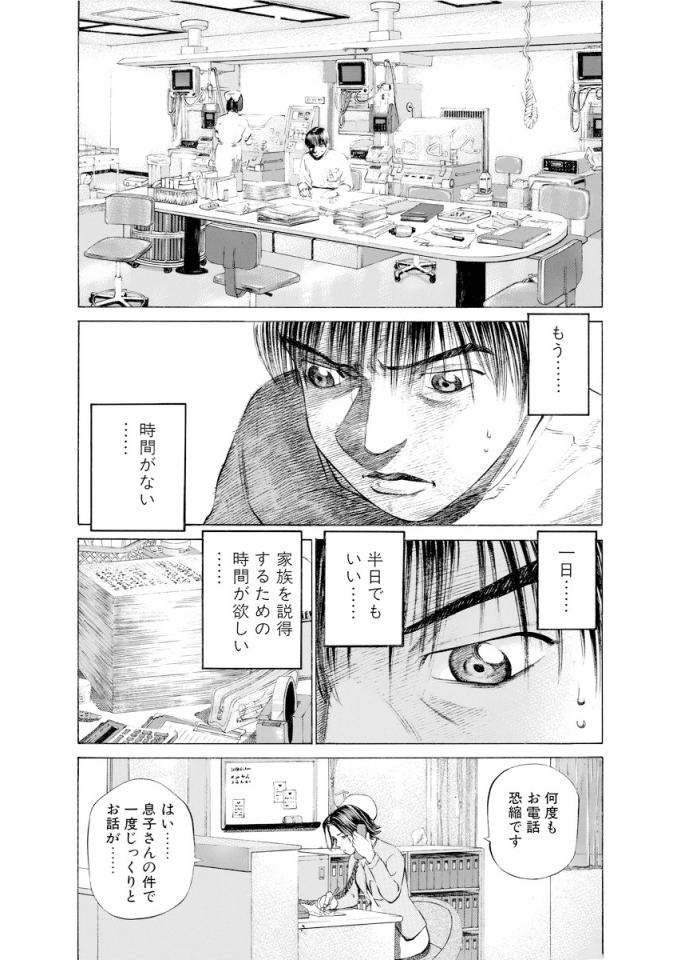 もう……
時間がない
……
一日……
半日でも
いい……
家族を説得
するための
時間が欲しい
……
何度も
お電話
恐縮です
はい……
息子さんの件で
一度じっくりと
お話が……